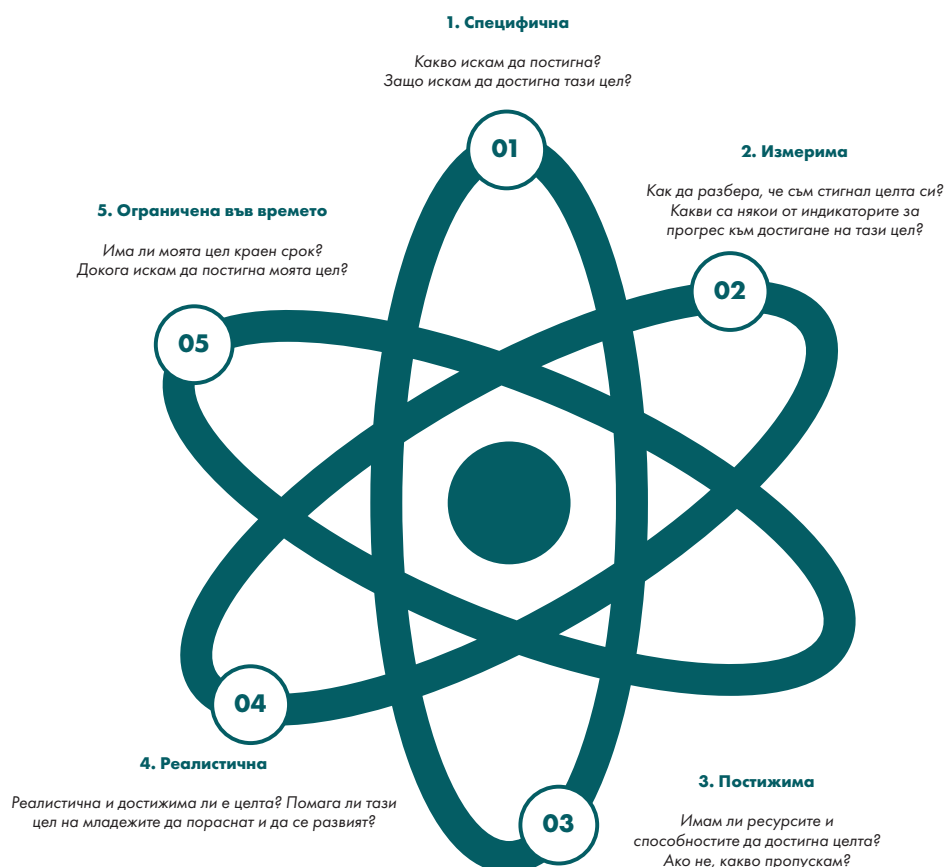 1. Специфична
Какво искам да постигна?
Защо искам да достигна тази цел?
01
2. Измерима
Как да разбера, че съм стигнал целта си?
Какви са някои от индикаторите за
прогрес към достигане на тази цел?
02
5. Ограничена във времето
Има ли моята цел краен срок?
Докога искам да постигна моята цел?
05
04
4. Реалистична
Реалистична и достижима ли е целта? Помага ли тази
цел на младежите да пораснат и да се развият?
03
3. Постижима
Имам ли ресурсите и
способностите да достигна целта?
Ако не, какво пропускам?